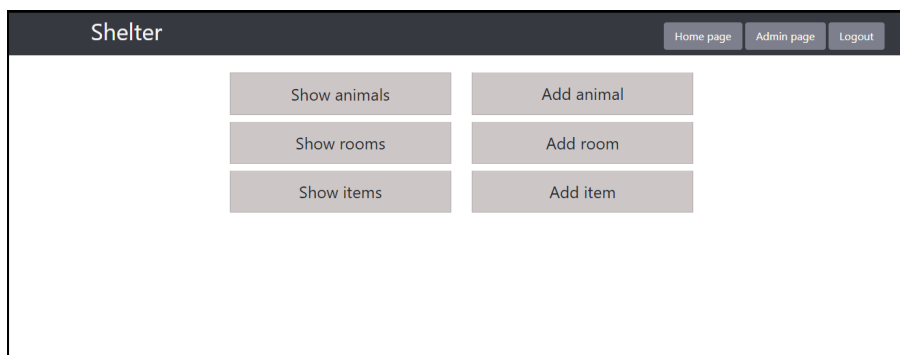 Shelter
Home page Admin page Logout
Show animals Add animal
Show rooms Add room
Show items Add item